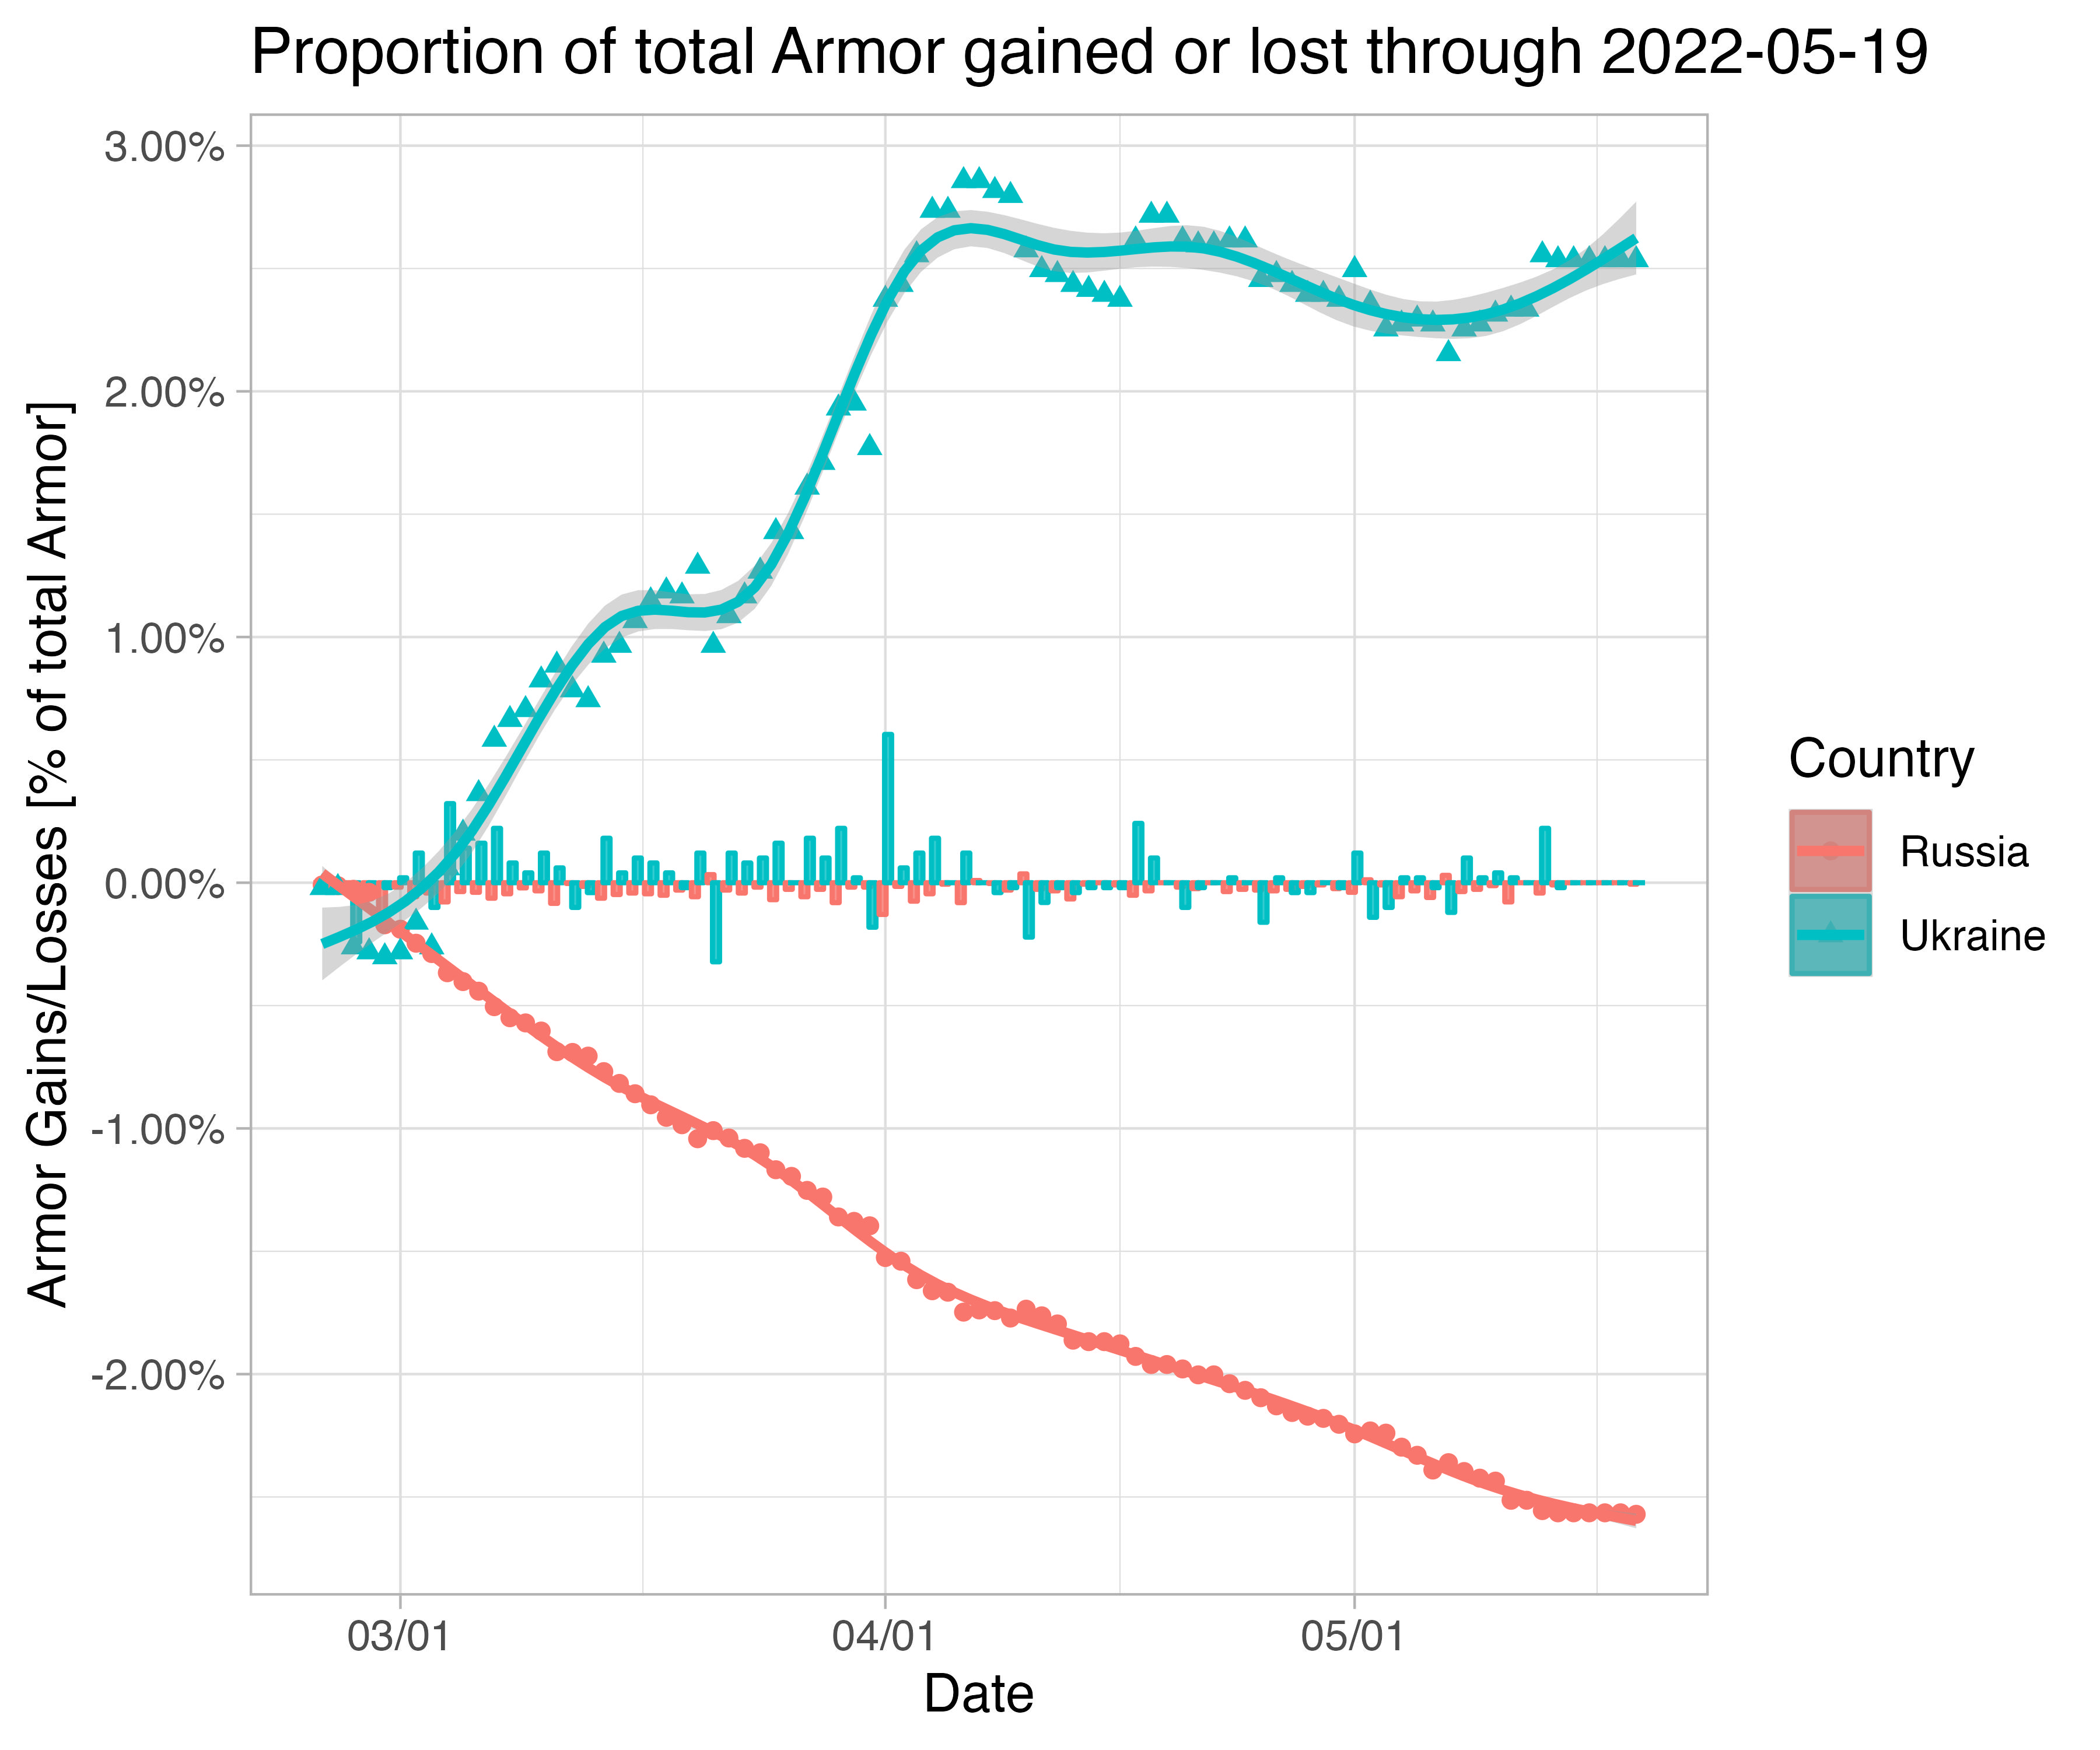 Proportion of total Armor gained or lost through 2022-05-19
Armor Gains/Losses [% of total Armor]
3.00%
2.00%
1.00%
0.00%
-1.00%
-2.00%
03/01
04/01
05/01
Date
Country
Russia
Ukraine